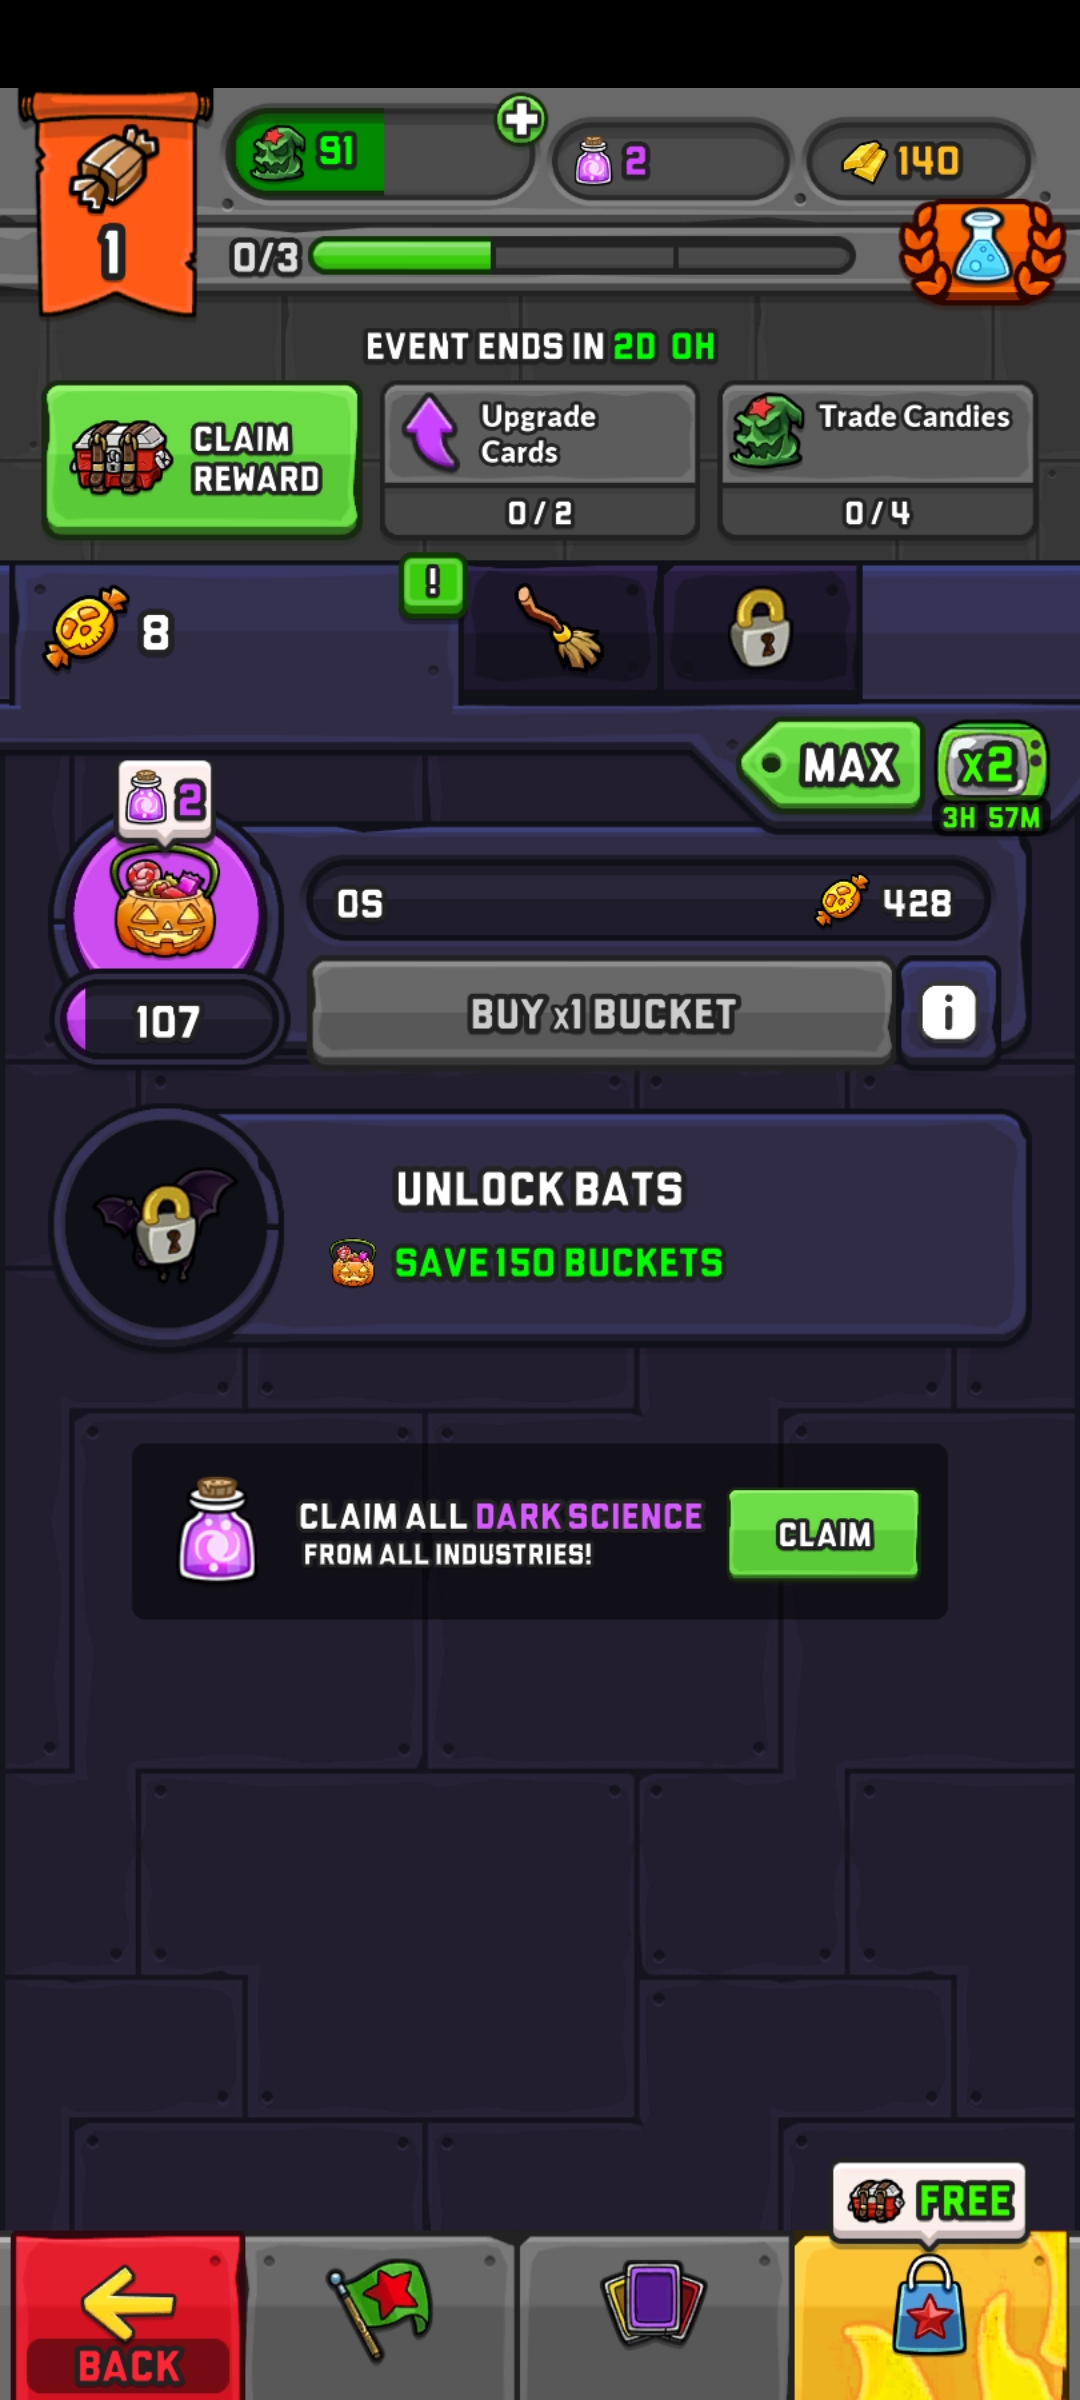 91
2
140
1
0/3
EVENT ENDS IN 2D 0H
CLAIM
REWARD
Upgrade
Cards
0/2
Trade Candies
0/4
8
!
MAX
x2
3H 57M
2
0S
428
107
BUY x1 BUCKET
i
UNLOCK BATS
SAVE 150 BUCKETS
CLAIM ALL DARK SCIENCE
FROM ALL INDUSTRIES!
CLAIM
FREE
BACK